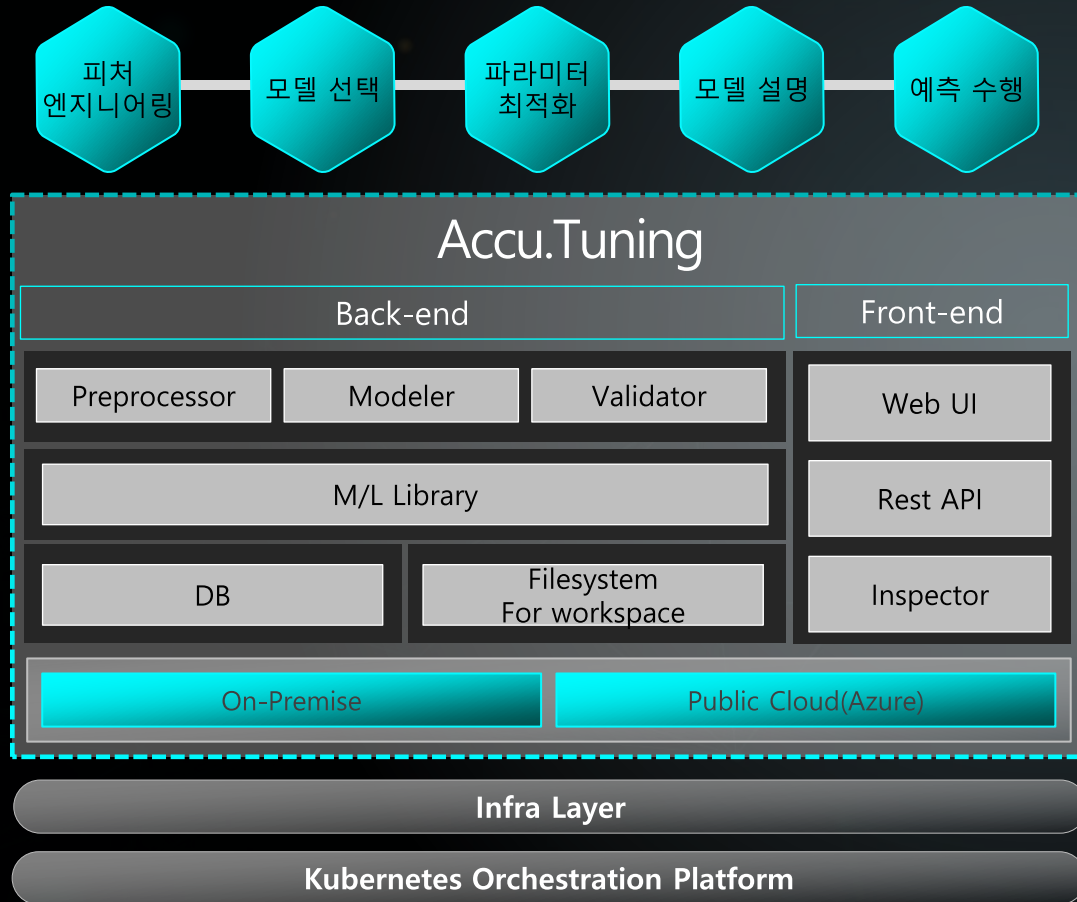 피처
엔지니어링
모델 선택
파라미터
최적화
모델 설명
예측 수행
Accu.Tuning
Back-end
Front-end
Preprocessor
Modeler
Validator
Web UI
M/L Library
Rest API
DB
Filesystem
For workspace
Inspector
On-Premise
Public Cloud(Azure)
Infra Layer
Kubernetes Orchestration Platform